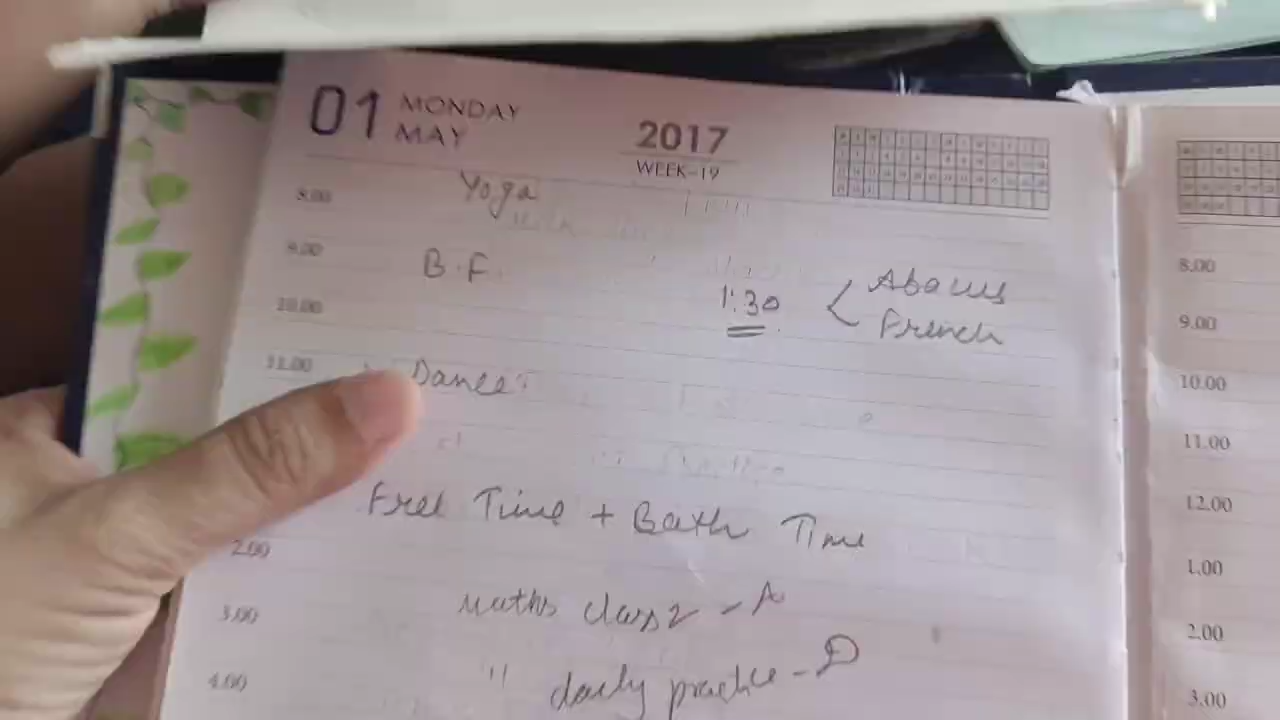 01 MONDAY MAY
2017
WEEK-19
8.00 Yoga
9.00 B.F.
1:30 < Abacus
French
10.00
11.00 Dance
Free Time + Bath Time
2.00
maths class 2 - A
3.00
" daily practice - D
4.00
8.00
9.00
10.00
11.00
12.00
1.00
2.00
3.00